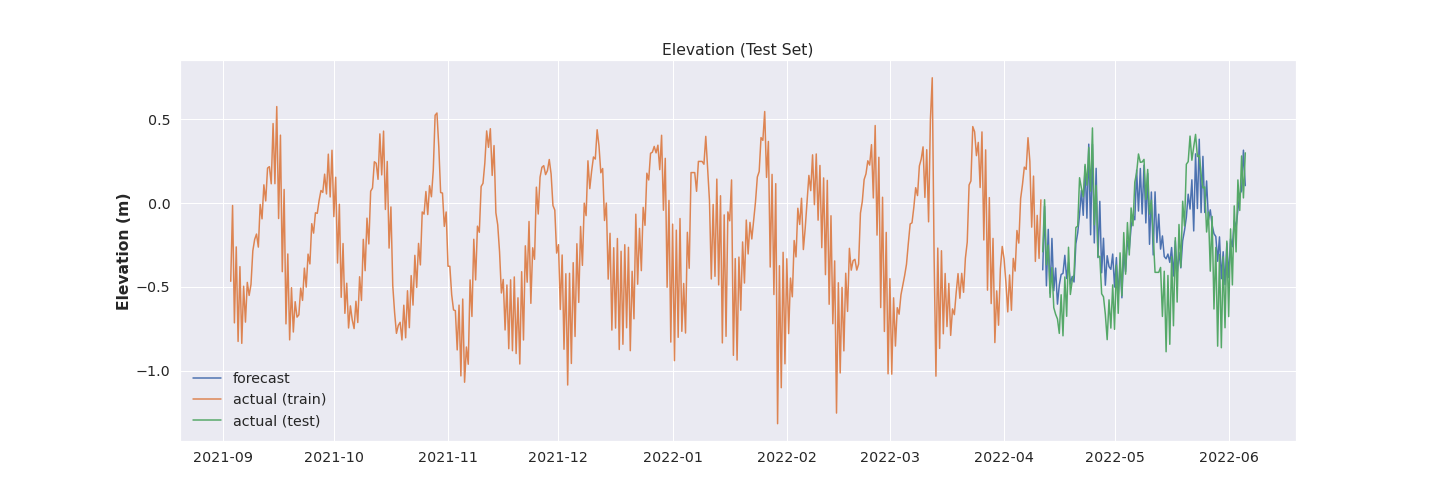 Elevation (Test Set)
Elevation (m)
0.5
0.0
−0.5
−1.0
forecast
actual (train)
actual (test)
2021-09 2021-10 2021-11 2021-12 2022-01 2022-02 2022-03 2022-04 2022-05 2022-06